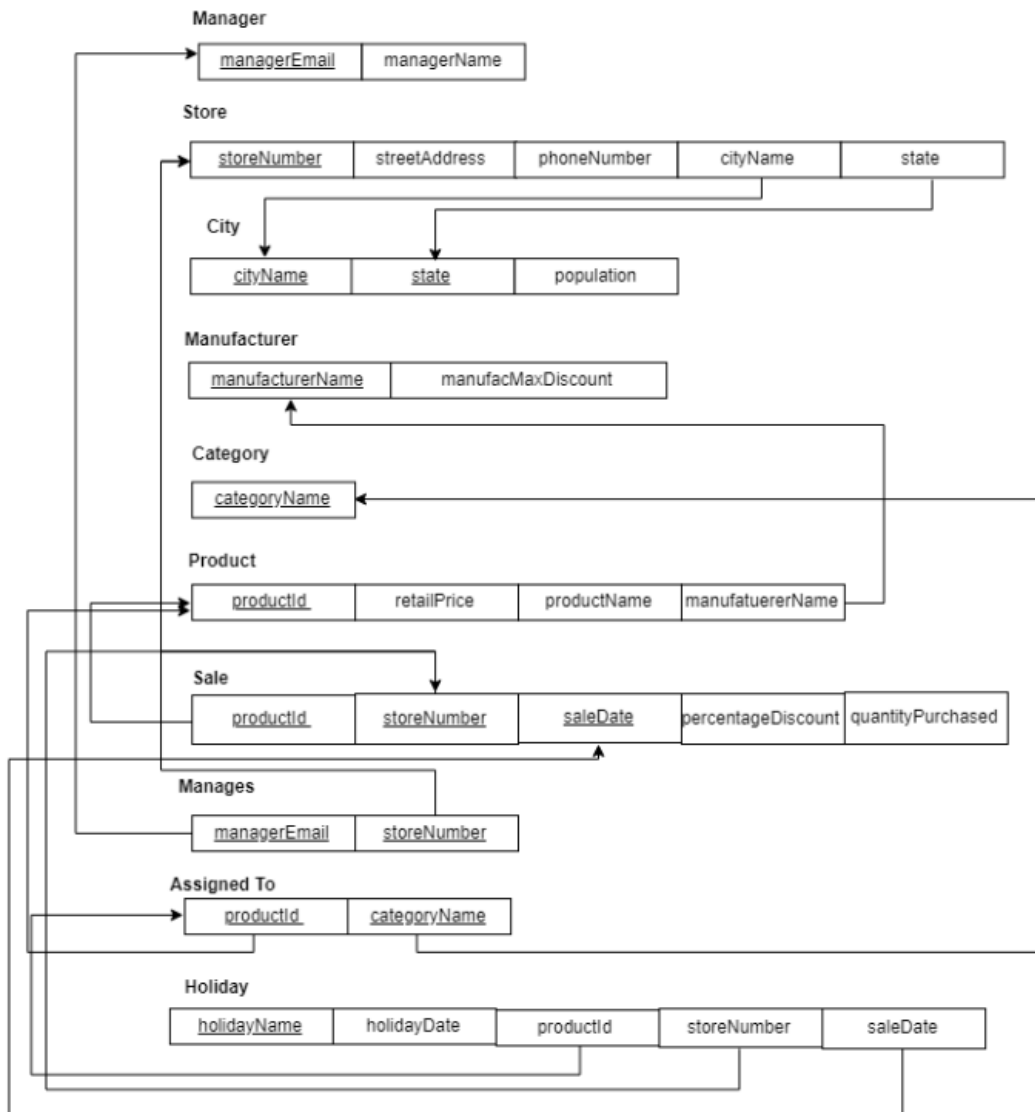 Manager
managerEmail managerName
Store
storeNumber streetAddress phoneNumber cityName state
City
cityName state population
Manufacturer
manufacturerName manufacMaxDiscount
Category
categoryName
Product
productId retailPrice productName manufatuererName
Sale
productId storeNumber saleDate percentageDiscount quantityPurchased
Manages
managerEmail storeNumber
Assigned To
productId categoryName
Holiday
holidayName holidayDate productId storeNumber saleDate